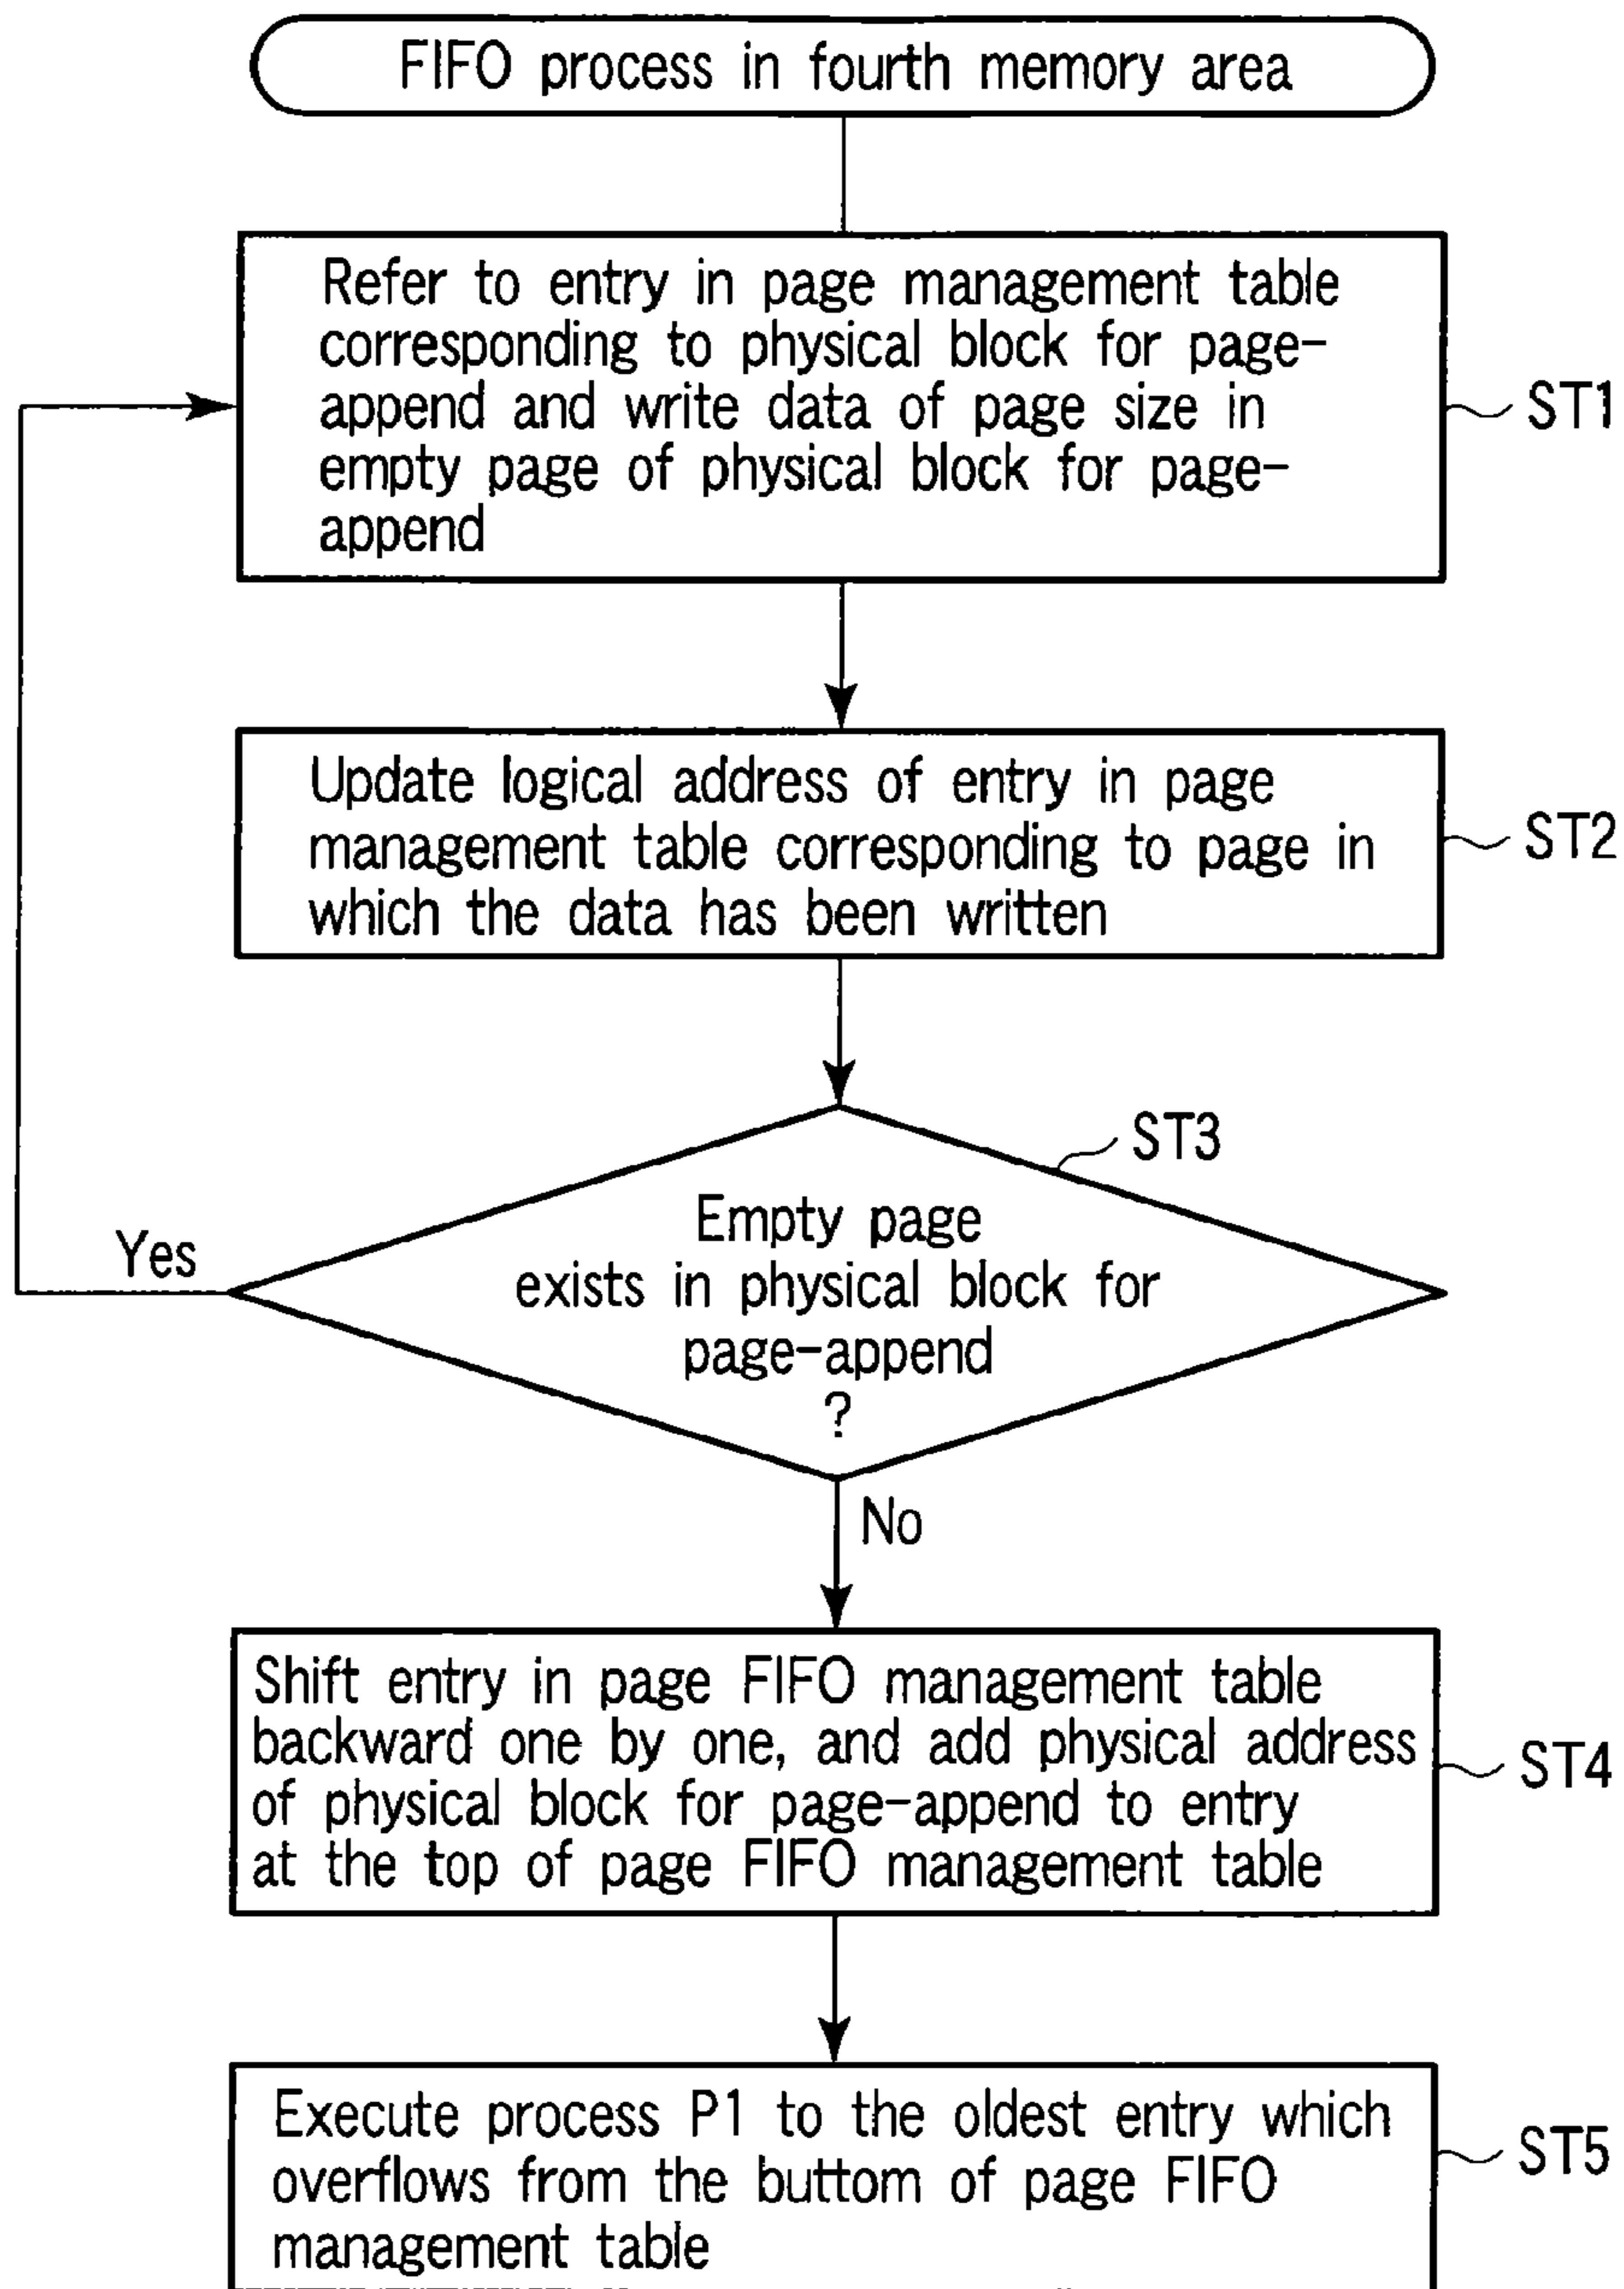 FIFO process in fourth memory area
Refer to entry in page management table
corresponding to physical block for page-
append and write data of page size in
empty page of physical block for page-
append
ST1
Update logical address of entry in page
management table corresponding to page in
which the data has been written
ST2
ST3
Empty page
exists in physical block for
page-append
?
Yes
No
Shift entry in page FIFO management table
backward one by one, and add physical address
of physical block for page-append to entry
at the top of page FIFO management table
ST4
Execute process P1 to the oldest entry which
overflows from the buttom of page FIFO
management table
ST5